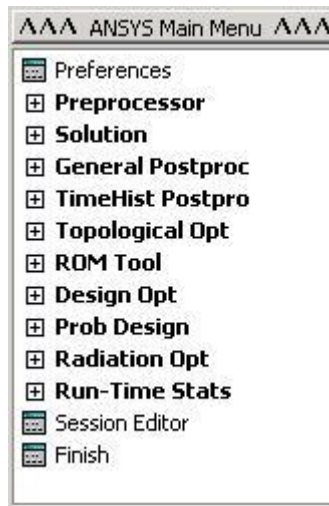 ΛΛΛ ANSYS Main Menu ΛΛΛ
Preferences
Preprocessor
Solution
General Postproc
TimeHist Postpro
Topological Opt
ROM Tool
Design Opt
Prob Design
Radiation Opt
Run-Time Stats
Session Editor
Finish